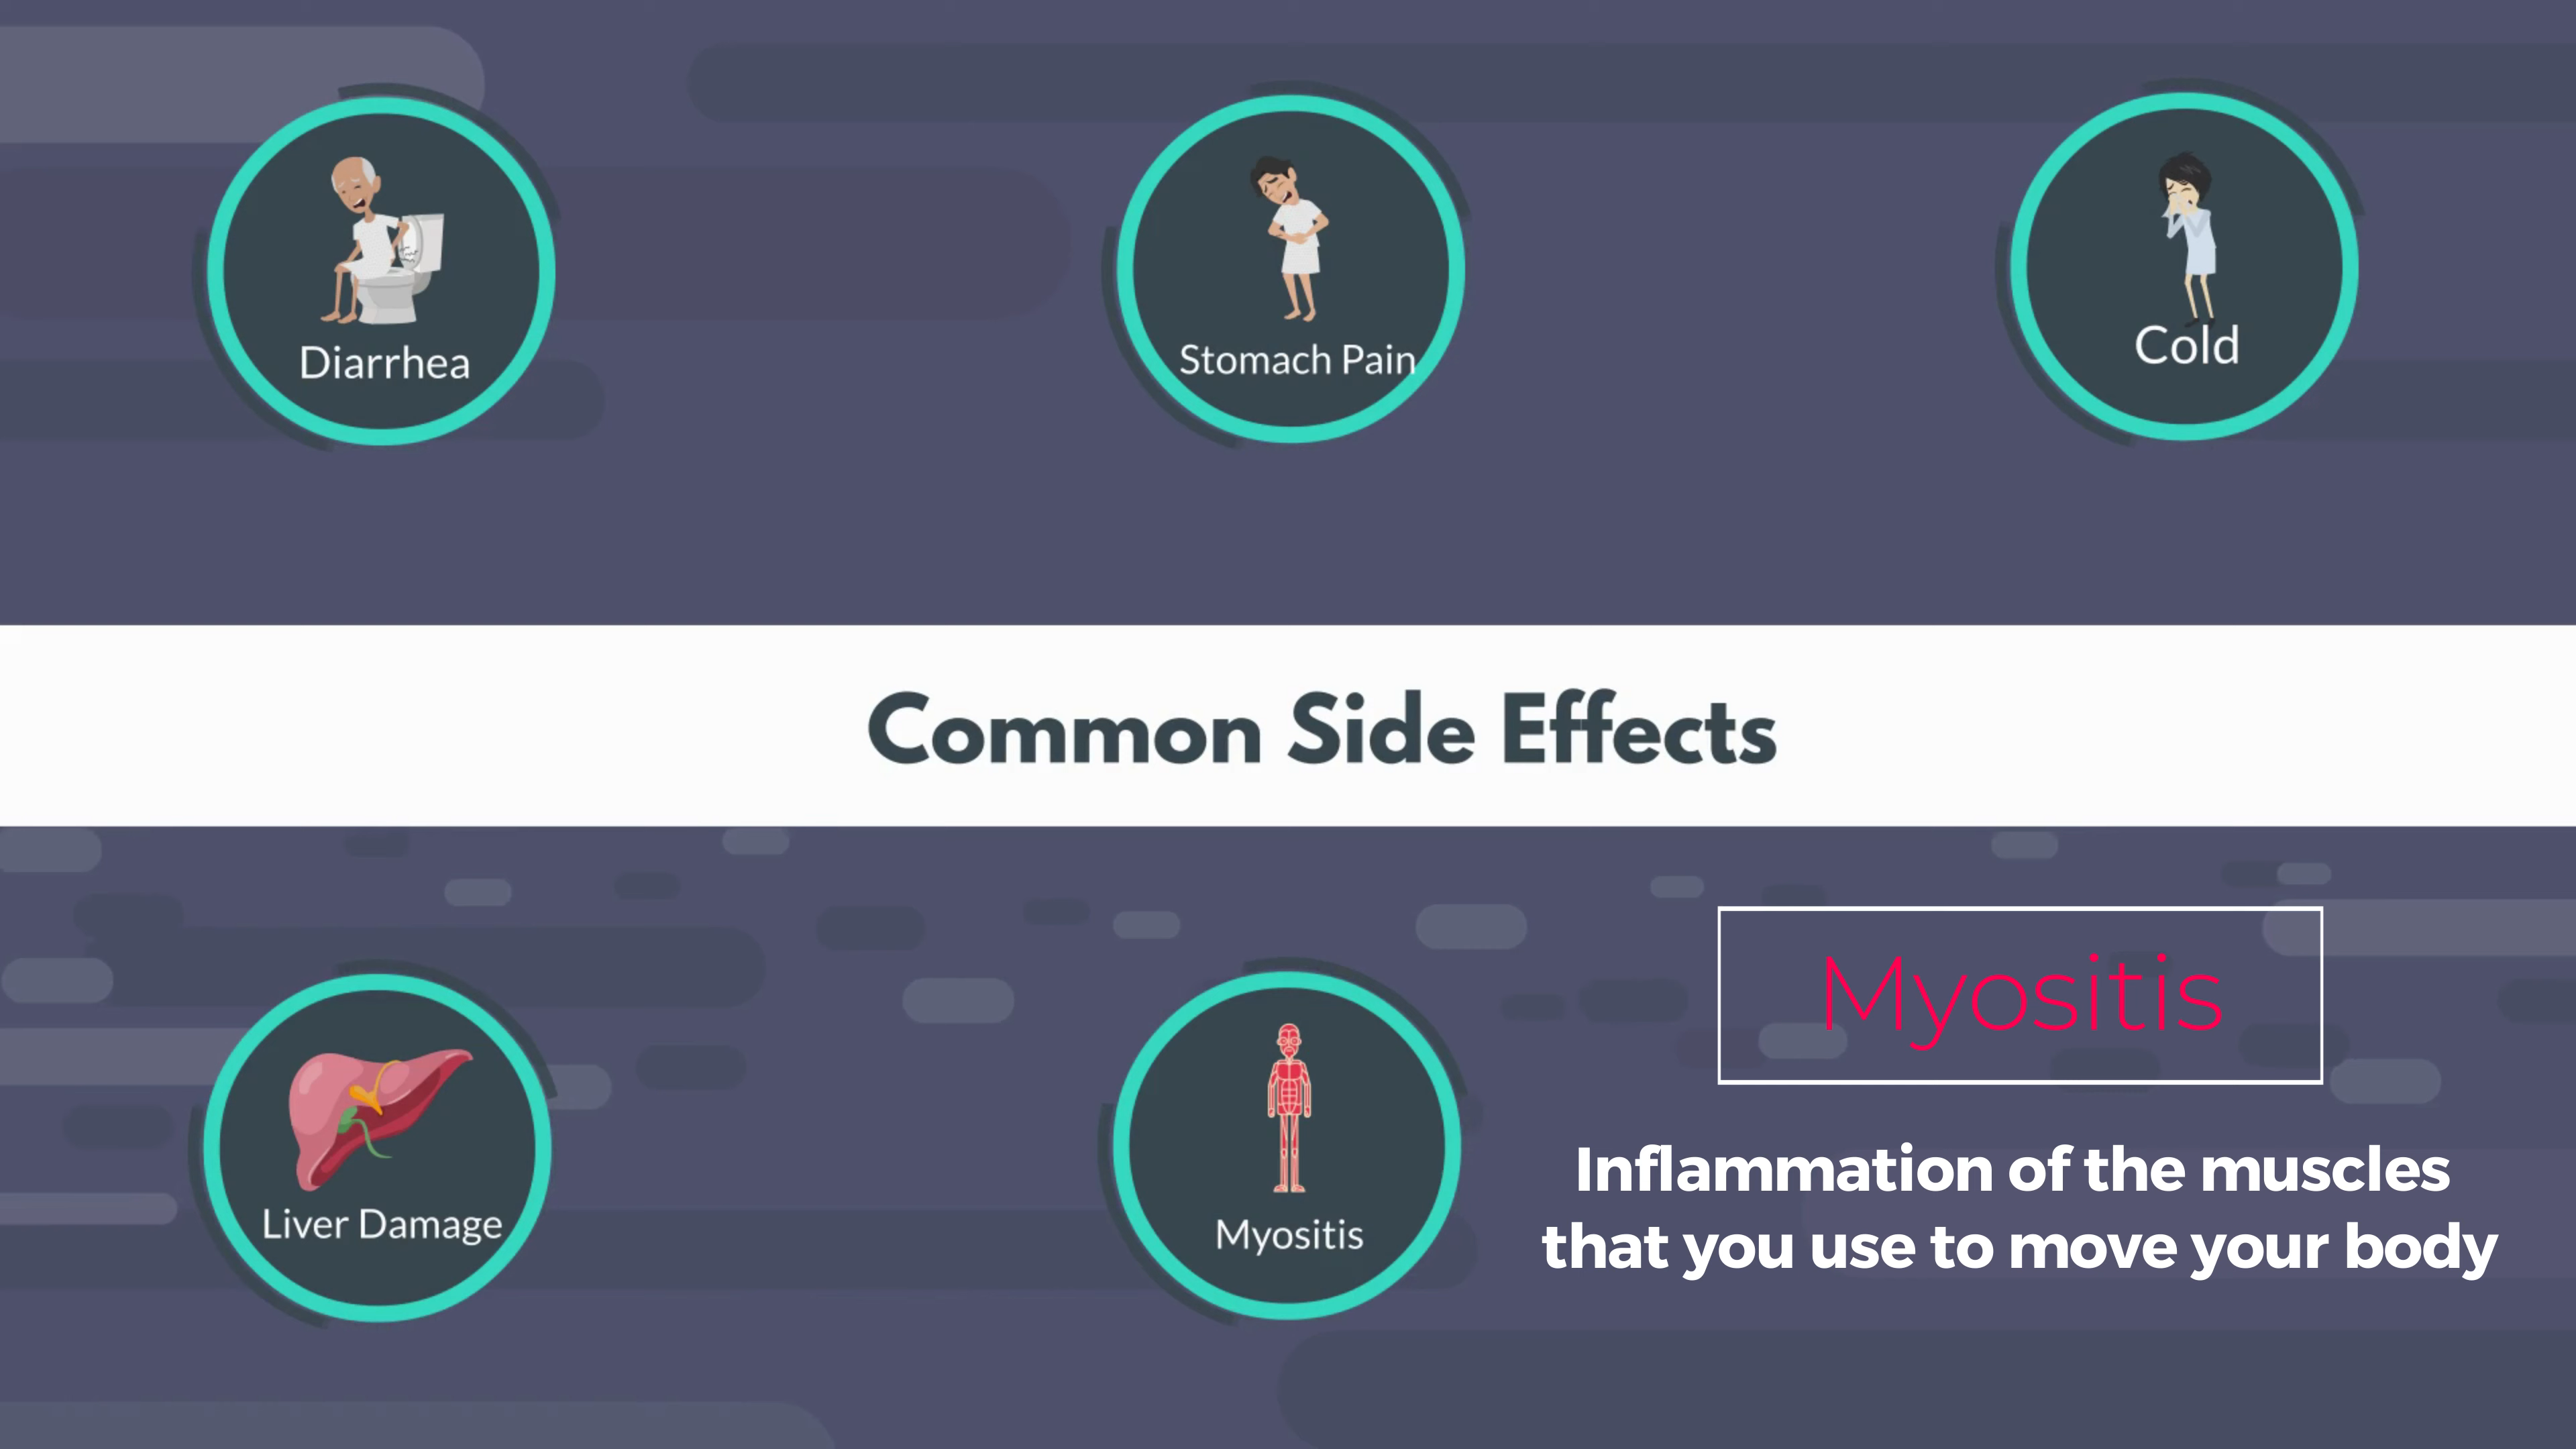 Diarrhea
Stomach Pain
Cold
Common Side Effects
Liver Damage
Myositis
Myositis
Inflammation of the muscles
that you use to move your body